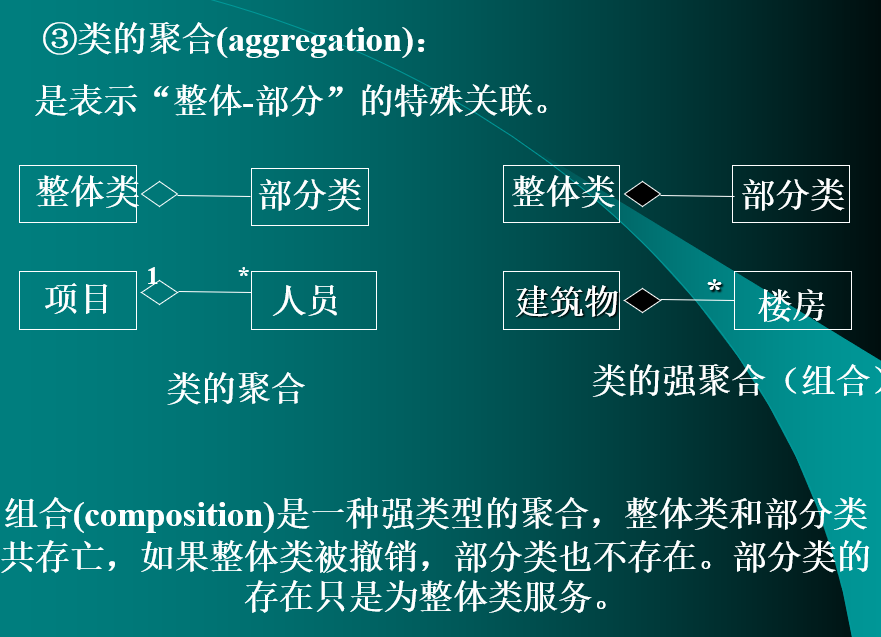 ③类的聚合(aggregation)：
是表示“整体-部分”的特殊关联。
整体类 部分类 整体类 部分类
1 * *
项目 人员 建筑物 楼房
类的聚合 类的强聚合（组合）
组合(composition)是一种强类型的聚合，整体类和部分类
共存亡，如果整体类被撤销，部分类也不存在。部分类的
存在只是为整体类服务。